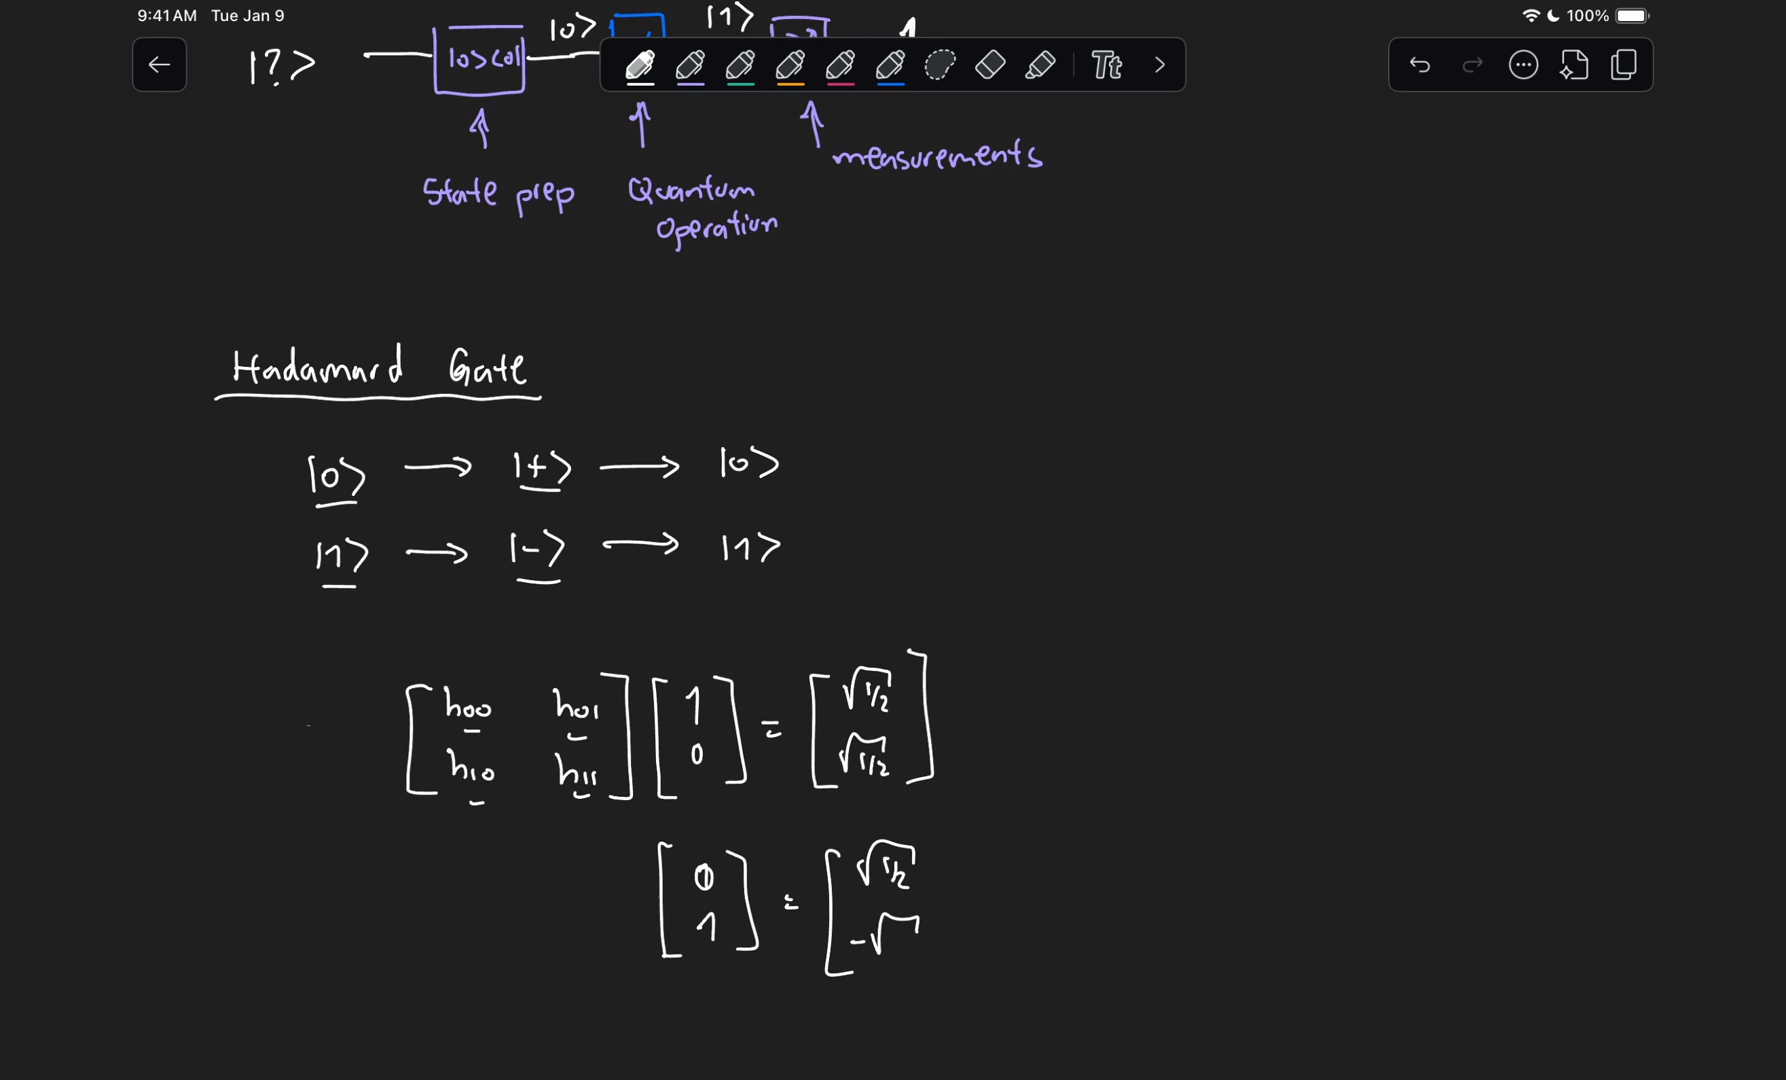 9:41 AM Tue Jan 9
100%
|?> |0><0| |0> |1>
Tt
State prep
Quantum
Operation
measurements
Hadamard Gate
|0> → |+> → |0>
|1> → |-> → |1>
[h00 h01] [1] = [√1/2]
[h10 h11] [0] [√1/2]
[0] = [√1/2
[1] [-√